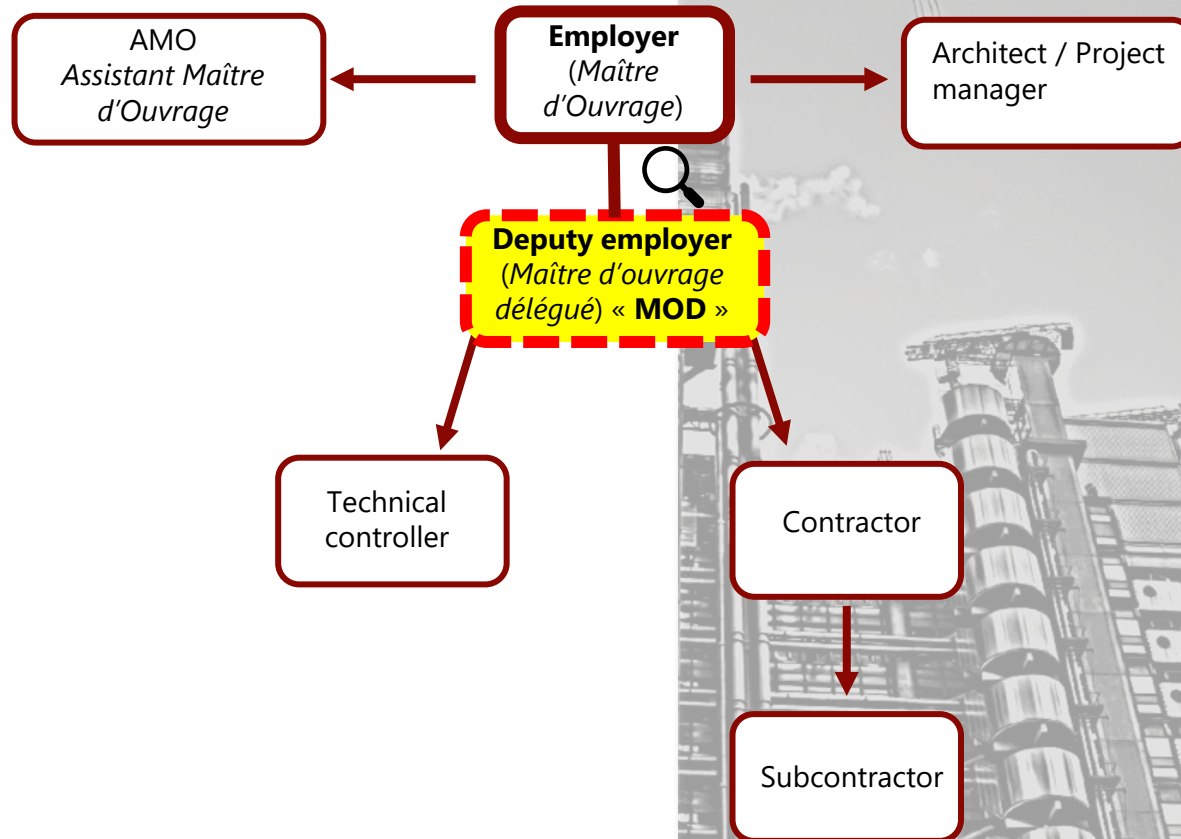 AMO
Assistant Maître
d'Ouvrage
Employer
(Maître
d'Ouvrage)
Architect / Project
manager
Deputy employer
(Maître d'ouvrage
délégué) « MOD »
Technical
controller
Contractor
Subcontractor